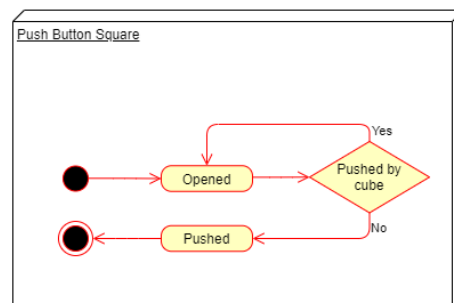 Push Button Square
Yes
Opened
Pushed by
cube
No
Pushed